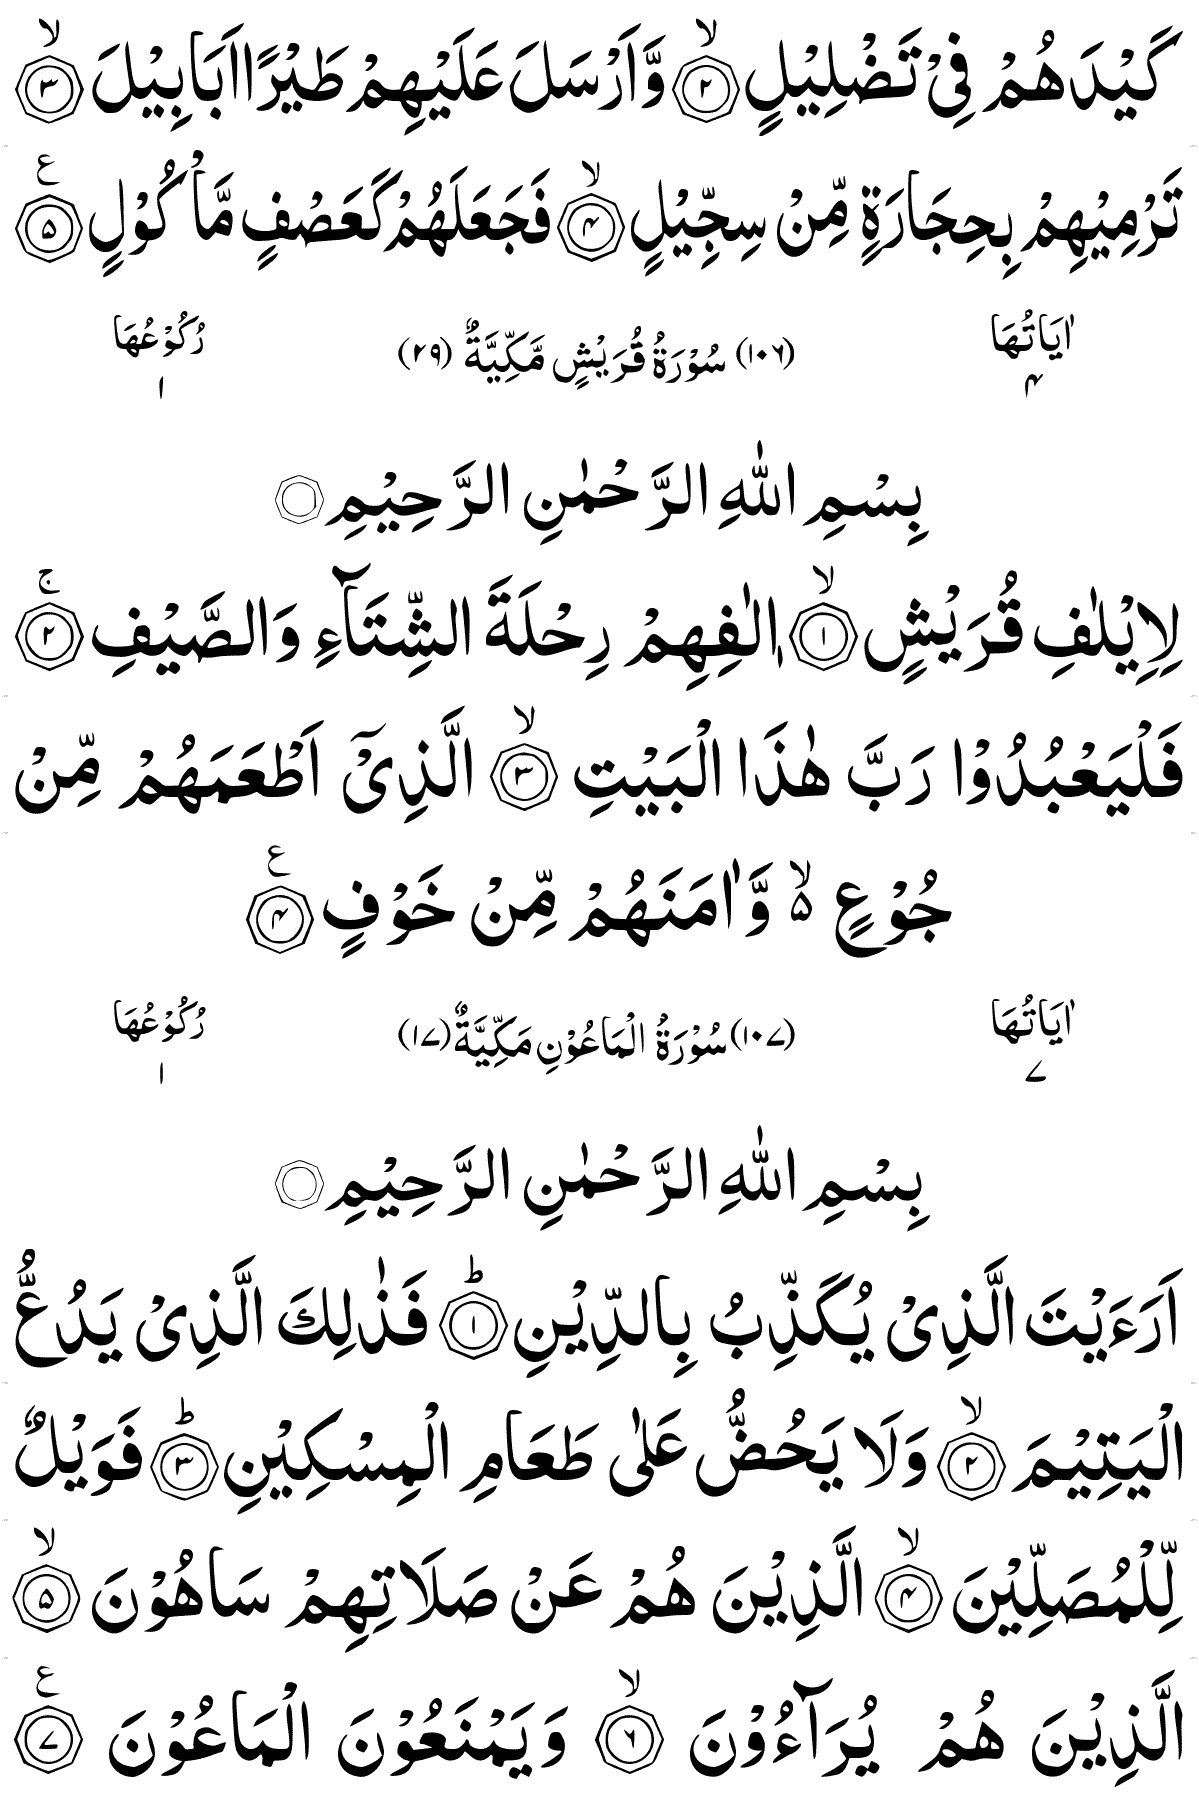 كَيْدَهُمْ فِيْ تَضْلِيْلٍ ۙ﴿۲﴾ وَّاَرْسَلَ عَلَيْهِمْ طَيْرًا اَبَابِيْلَ ۙ﴿۳﴾
تَرْمِيْهِمْ بِحِجَارَةٍ مِّنْ سِجِّيْلٍ ۙ﴿۴﴾ فَجَعَلَهُمْ كَعَصْفٍ مَّاْكُوْلٍ ﴿۵﴾ ع
اٰيَاتُهَا ۴ (۱۰۶) سُوْرَةُ قُرَيْشٍ مَّكِّيَّةٌ (۲۹) رُكُوْعُهَا ۱
بِسْمِ اللّٰهِ الرَّحْمٰنِ الرَّحِيْمِ
لِاِيْلٰفِ قُرَيْشٍ ۙ﴿۱﴾ اٖلٰفِهِمْ رِحْلَةَ الشِّتَآءِ وَالصَّيْفِ ۚ﴿۲﴾
فَلْيَعْبُدُوْا رَبَّ هٰذَا الْبَيْتِ ۙ﴿۳﴾ الَّذِيْٓ اَطْعَمَهُمْ مِّنْ
جُوْعٍ ۙ۵ وَّاٰمَنَهُمْ مِّنْ خَوْفٍ ﴿۴﴾ ع
اٰيَاتُهَا ۷ (۱۰۷) سُوْرَةُ الْمَاعُوْنِ مَكِّيَّةٌ (۱۷) رُكُوْعُهَا ۱
بِسْمِ اللّٰهِ الرَّحْمٰنِ الرَّحِيْمِ
اَرَءَيْتَ الَّذِيْ يُكَذِّبُ بِالدِّيْنِ ؕ﴿۱﴾ فَذٰلِكَ الَّذِيْ يَدُعُّ
الْيَتِيْمَ ۙ﴿۲﴾ وَلَا يَحُضُّ عَلٰى طَعَامِ الْمِسْكِيْنِ ؕ﴿۳﴾ فَوَيْلٌ
لِّلْمُصَلِّيْنَ ۙ﴿۴﴾ الَّذِيْنَ هُمْ عَنْ صَلَاتِهِمْ سَاهُوْنَ ۙ﴿۵﴾
الَّذِيْنَ هُمْ يُرَآءُوْنَ ۙ﴿۶﴾ وَيَمْنَعُوْنَ الْمَاعُوْنَ ﴿۷﴾ ع